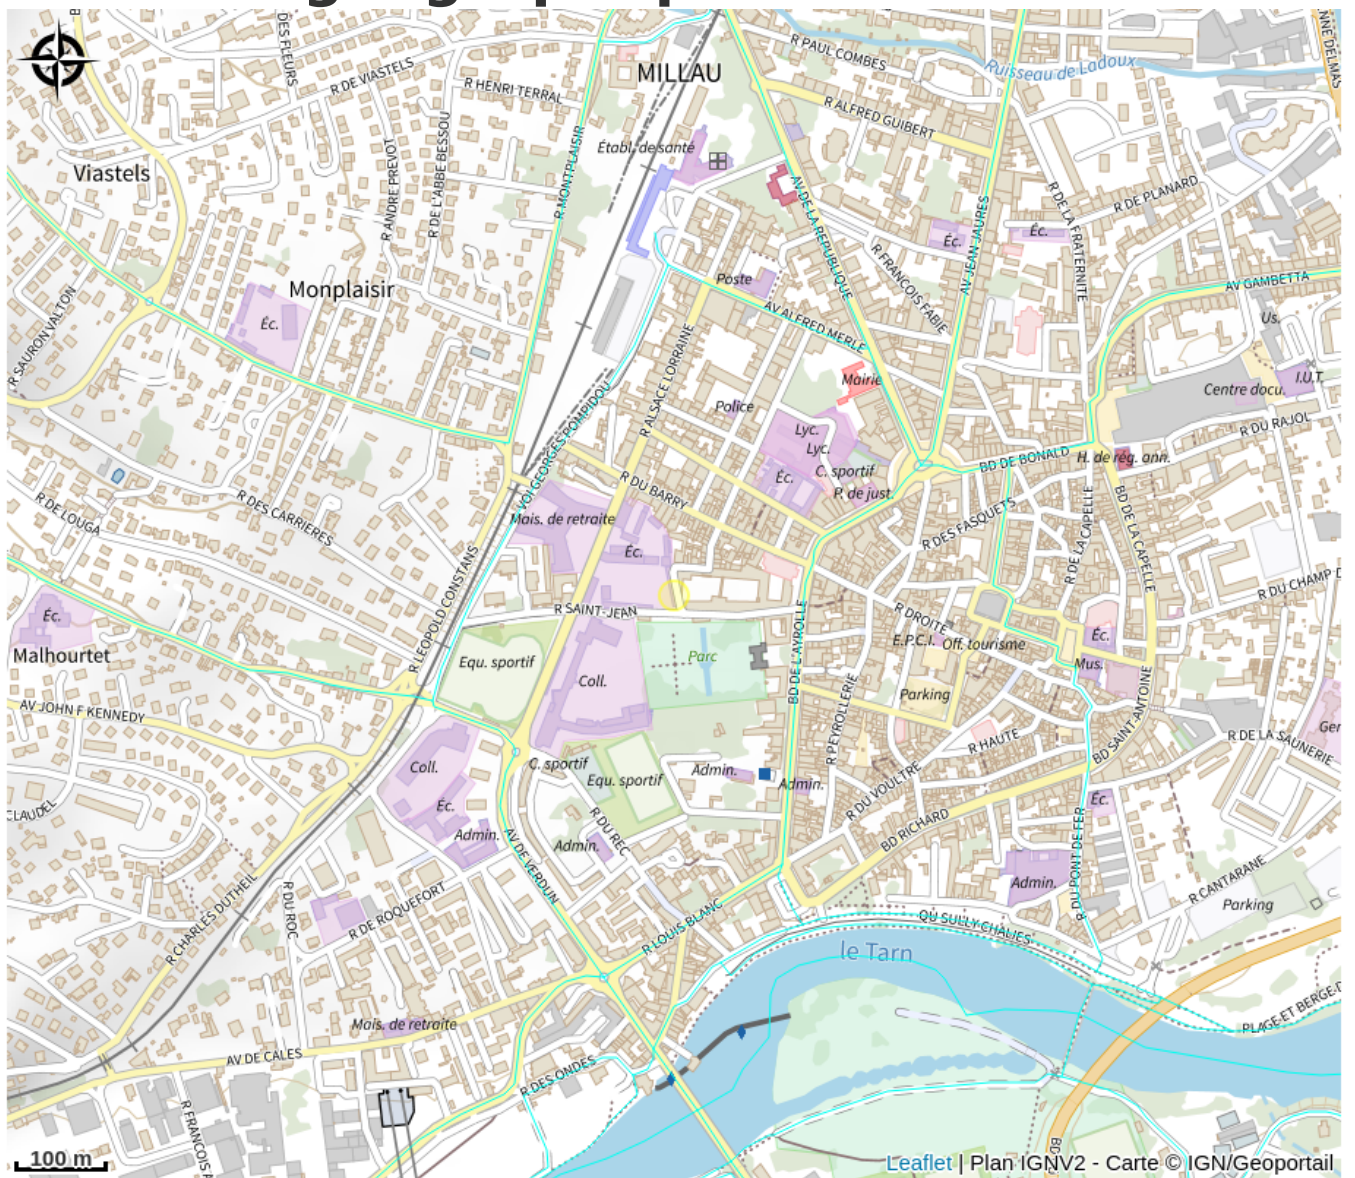 R PAUL COMBES
DES FLEURS
R DE VIASTELS
MILLAU
Ruisseau de Ladoux
ANNE DELMAS
R HENRI TERRAL
R ALFRED GUIBERT
Établ. de santé
Viastels
R ANDRE PREVOT
R DE L'ABBE BESSOU
R MONTPLAISIR
AV DE LA REPUBLIQUE
R DE LA FRATERNITE
R DE PLANARD
AV JEAN JAURES
Éc.
Éc.
R FRANCOIS FABIE
Poste
AV GAMBETTA
Monplaisir
AV ALFRED MERLE
Éc.
Us.
R SAURON VALTON
R ALSACE LORRAINE
Mairie
I.U.T.
Centre docu.
Police
VOI GEORGES POMPIDOU
Lyc.
Lyc.
R DU RAJOL
BD DE BONALD
H. de rég. ann.
C. sportif
Éc.
P. de just.
R DU BARRY
R DE LOUGA
R DES CARRIERES
Mais. de retraite
R DES FASQUETS
R DE LA CAPELLE
BD DE LA CAPELLE
Éc.
R LEOPOLD CONSTANS
R DU CHAMP D
R SAINT-JEAN
Éc.
R DROITE
BD DE L'AYROLLE
E.P.C.I.
Off. tourisme
Éc.
Malhourtet
Equ. sportif
Parc
Mus.
Coll.
Parking
R PEYROLLERIE
BD SAINT-ANTOINE
AV JOHN F KENNEDY
R HAUTE
R DE LA SAUNERIE
Ger
Coll.
C. sportif
Equ. sportif
Admin.
Admin.
R DU VOULTRE
CLAUDEL
Éc.
R DU REC
Éc.
Admin.
Admin.
BD RICHARD
R DU PONT DE FER
AV DE VERDUN
R CHARLES DUTHEIL
R DU ROC
R DE ROQUEFORT
Admin.
R CANTARANE
Parking
R LOUIS BLANC
QU SULLY-CHALIES
le Tarn
Mais. de retraite
PLAGE ET BERGE D
AV DE CALES
R DES ONDES
R FRANCOIS
BD
100 m
Leaflet | Plan IGNV2 - Carte © IGN/Geoportail